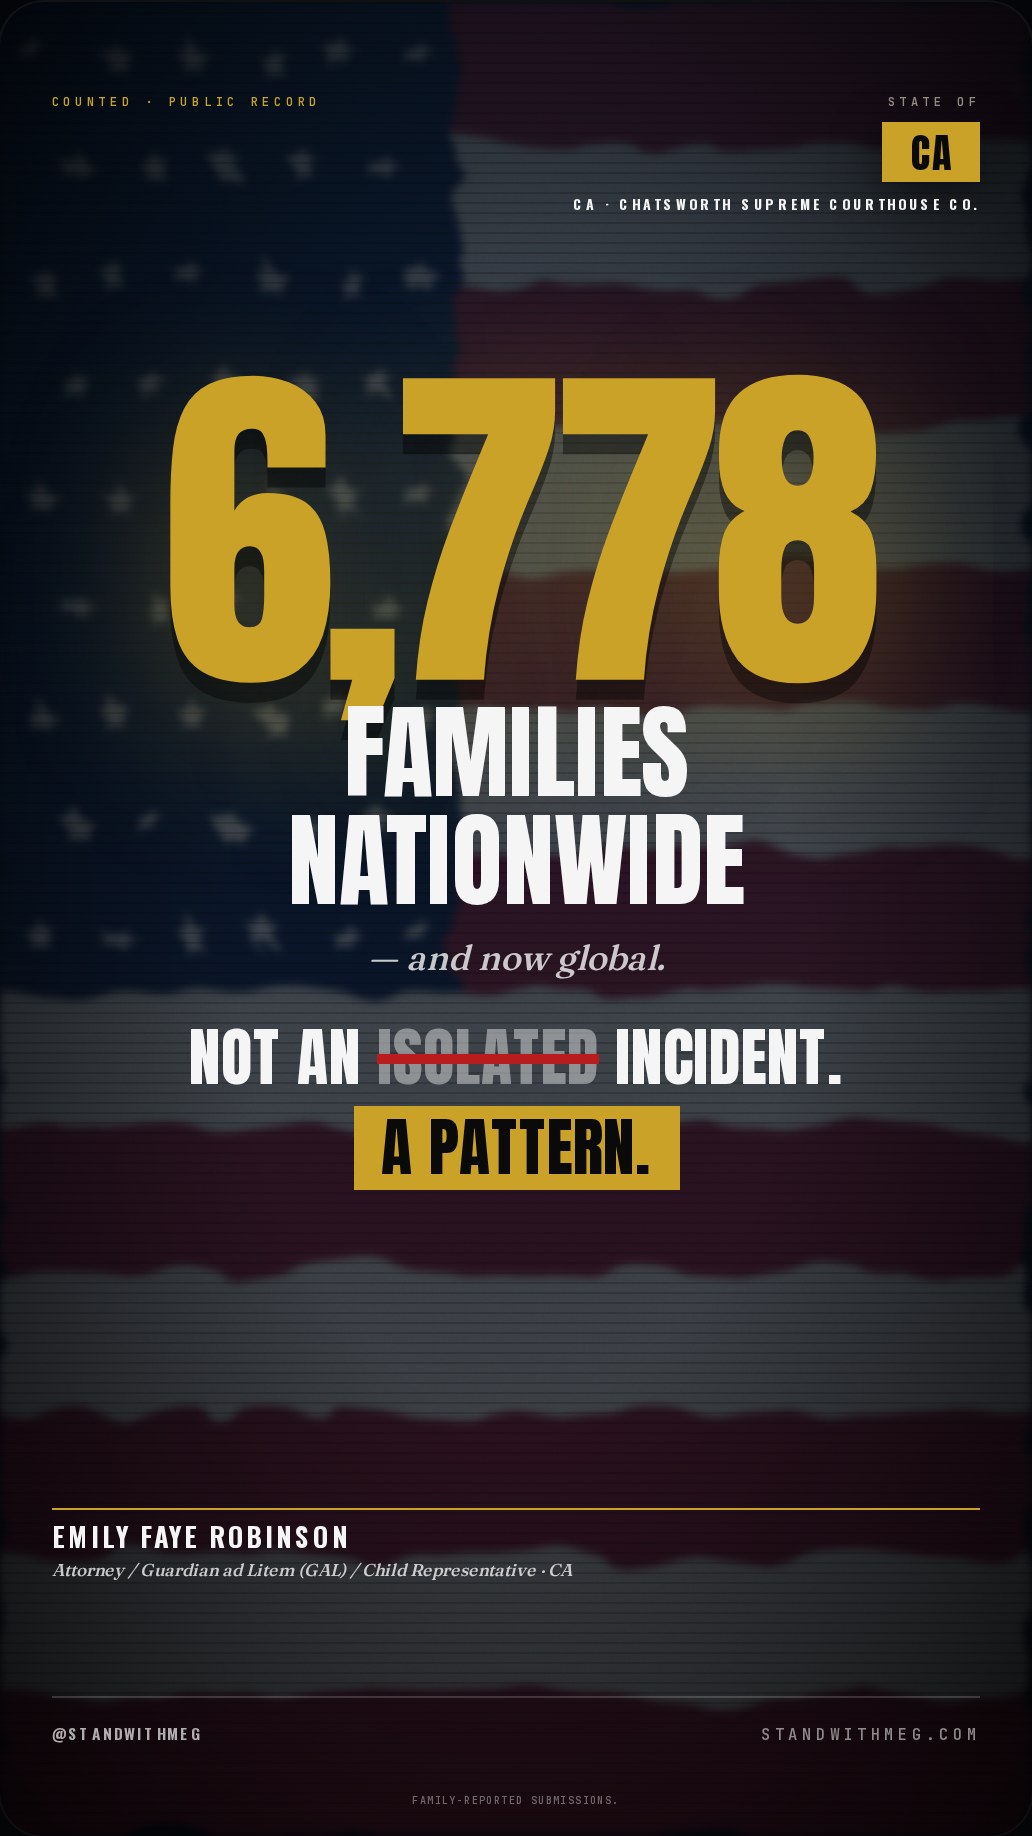 COUNTED · PUBLIC RECORD
STATE OF
CA
CA · CHATSWORTH SUPREME COURTHOUSE CO.
6,778
FAMILIES
NATIONWIDE
— and now global.
NOT AN ISOLATED INCIDENT.
A PATTERN.
EMILY FAYE ROBINSON
Attorney / Guardian ad Litem (GAL) / Child Representative · CA
@STANDWITHMEG
STANDWITHMEG.COM
FAMILY-REPORTED SUBMISSIONS.